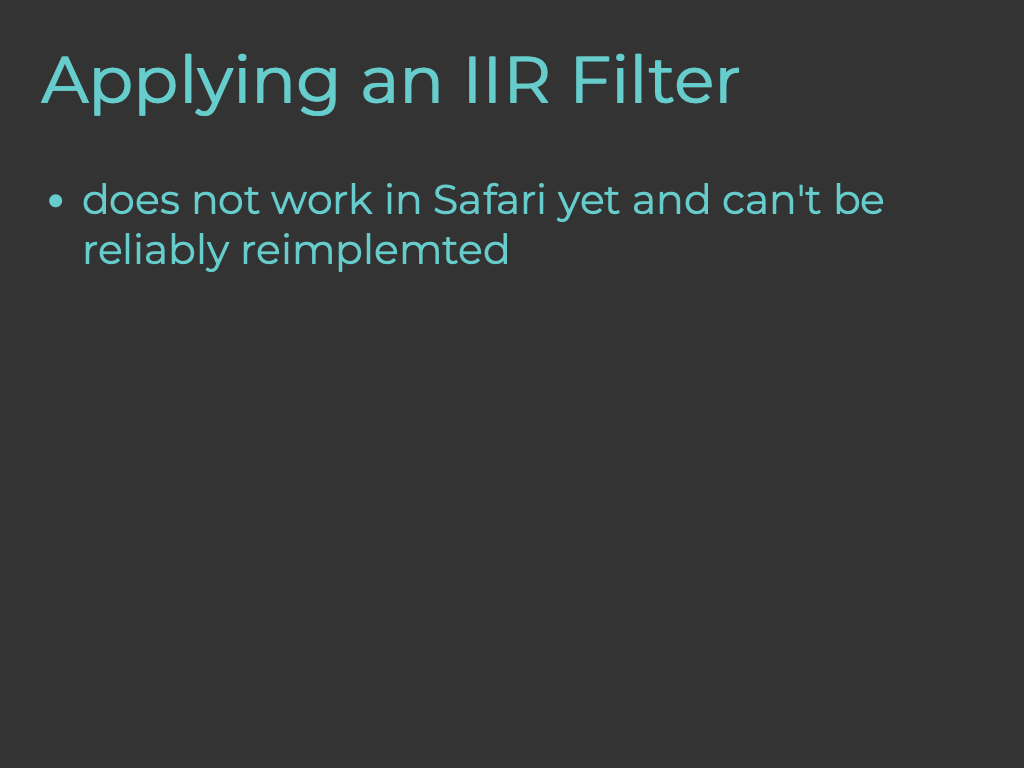 Applying an IIR Filter
• does not work in Safari yet and can't be
reliably reimplemted